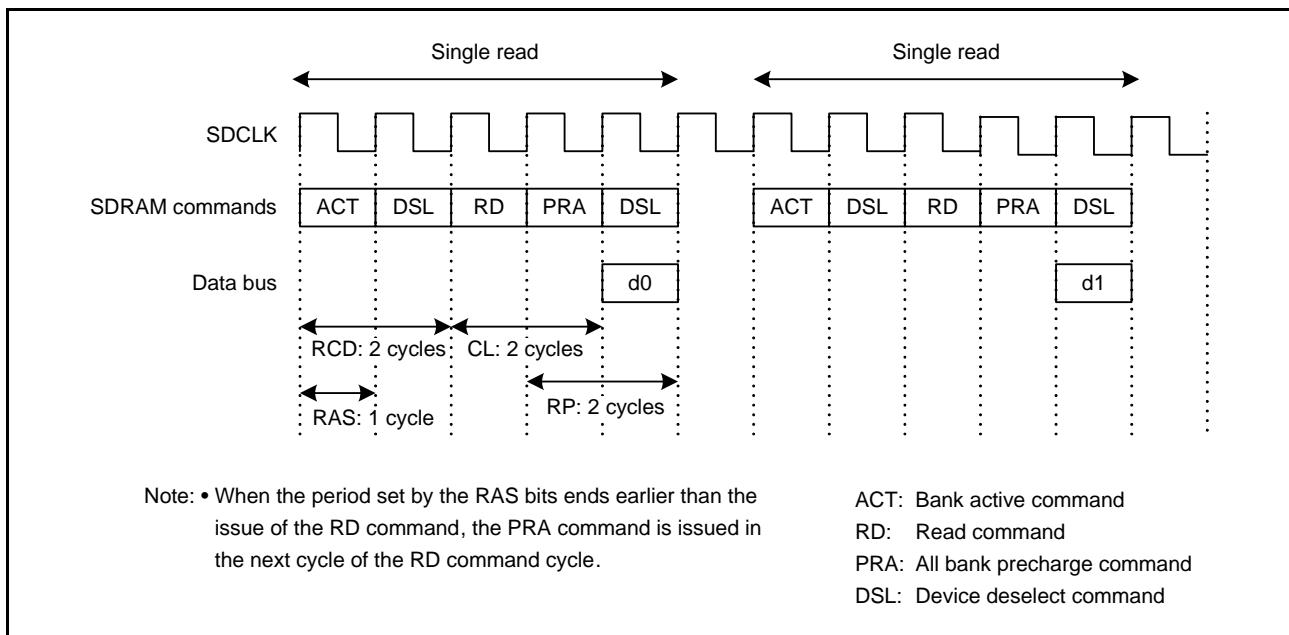 Single read Single read
SDCLK
SDRAM commands ACT DSL RD PRA DSL ACT DSL RD PRA DSL
Data bus d0 d1
RCD: 2 cycles CL: 2 cycles
RAS: 1 cycle RP: 2 cycles
Note: • When the period set by the RAS bits ends earlier than the
issue of the RD command, the PRA command is issued in
the next cycle of the RD command cycle.
ACT: Bank active command
RD: Read command
PRA: All bank precharge command
DSL: Device deselect command